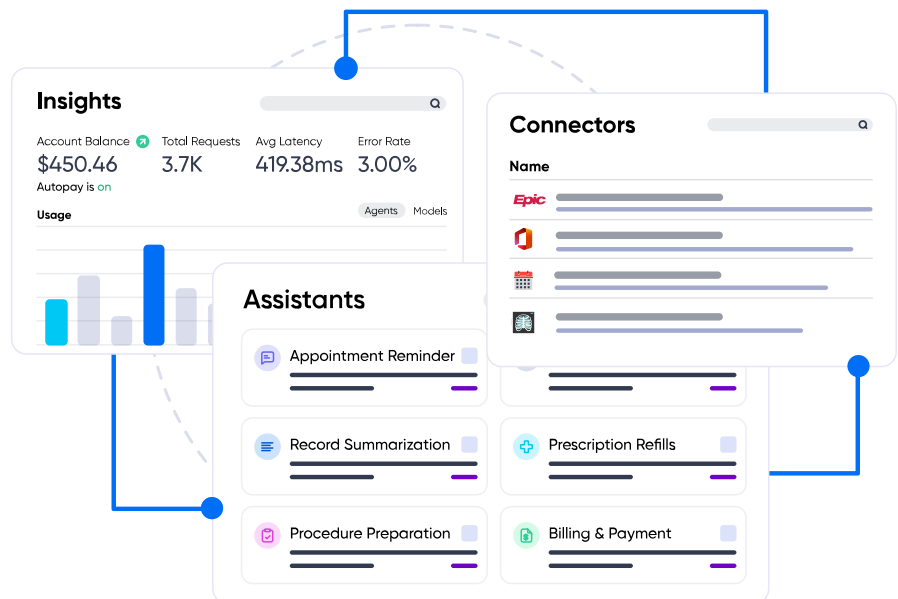 Insights
Account Balance Total Requests Avg Latency Error Rate
$450.46 3.7K 419.38ms 3.00%
Autopay is on
Usage Agents Models
Connectors
Name
Epic
Assistants
Appointment Reminder
Record Summarization Prescription Refills
Procedure Preparation Billing & Payment